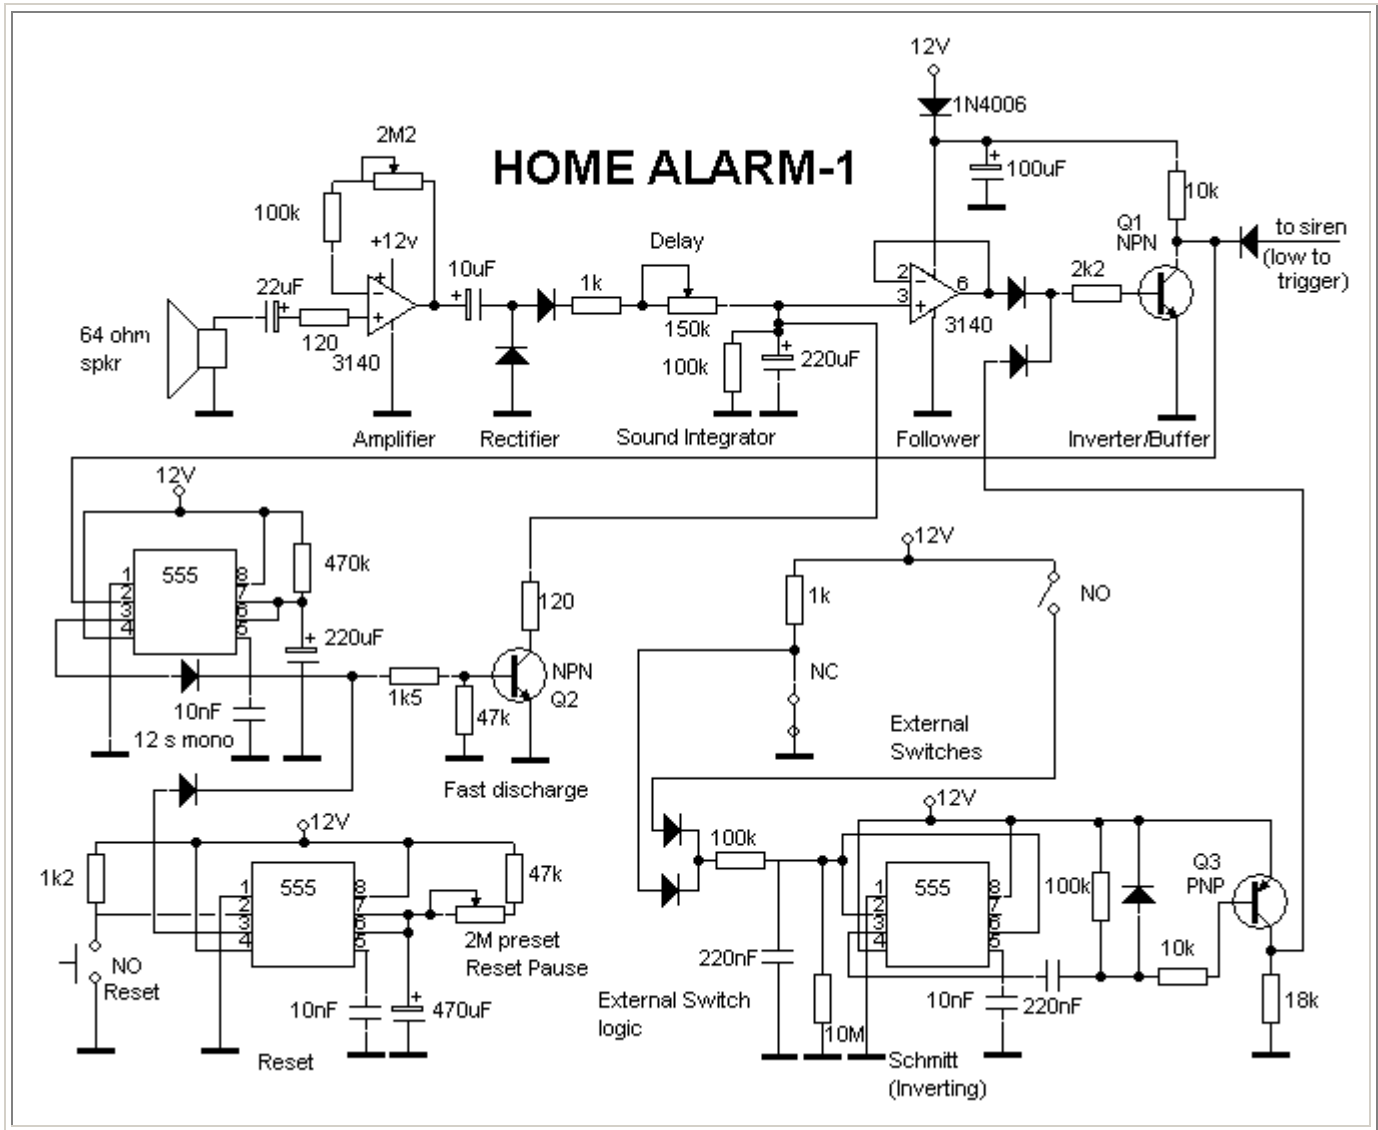 12V
1N4006
2M2
HOME ALARM-1
100uF
10k
100k
+12v
Delay
Q1
NPN
to siren
(low to
trigger)
22uF
10uF
1k
2k2
+
+
-
+
+
+
2
-
3
+
6
+
64 ohm
spkr
120
3140
150k
100k
+
220uF
3140
Amplifier
Rectifier
Sound Integrator
Follower
Inverter/Buffer
12V
12V
1
2
3
4
555
8
7
6
5
470k
120
1k
NO
+
220uF
NPN
Q2
NC
10nF
1k5
47k
12 s mono
External
Switches
Fast discharge
12V
12V
1k2
1
2
3
4
555
8
7
6
5
47k
100k
1
2
3
4
555
8
7
6
5
100k
Q3
PNP
2M preset
Reset Pause
10k
NO
Reset
10nF
+
470uF
220nF
External Switch
logic
10M
10nF
220nF
18k
Reset
Schmitt
(Inverting)